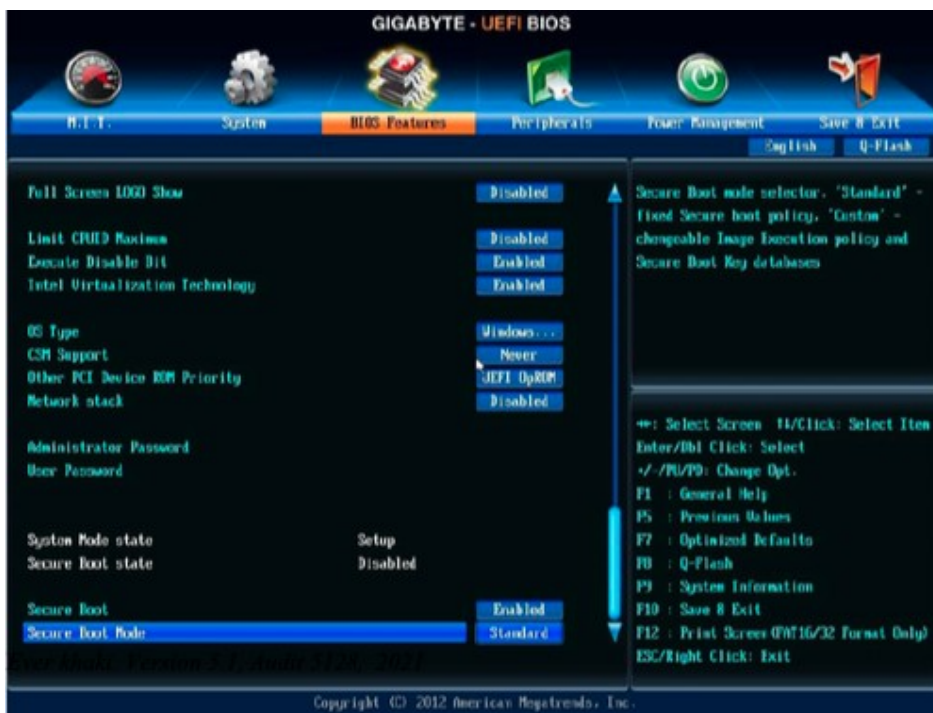 GIGABYTE - UEFI BIOS
M.I.T. System BIOS Features Peripherals Power Management Save & Exit
English Q-Flash
Full Screen LOGO Show Disabled
Limit CPUID Maximum Disabled
Execute Disable Bit Enabled
Intel Virtualization Technology Enabled
OS Type Windows...
CSM Support Never
Other PCI Device ROM Priority UEFI OpROM
Network stack Disabled
Administrator Password
User Password
System Mode state Setup
Secure Boot state Disabled
Secure Boot Enabled
Secure Boot Mode Standard
Secure Boot mode selector. 'Standard' -
fixed Secure boot policy, 'Custom' -
changeable Image Execution policy and
Secure Boot Key databases
: Select Screen ↑↓/Click: Select Item
Enter/Dbl Click: Select
+/-/PU/PD: Change Opt.
F1 : General Help
F5 : Previous Values
F7 : Optimized Defaults
F8 : Q-Flash
F9 : System Information
F10 : Save & Exit
F12 : Print Screen(FAT16/32 Format Only)
ESC/Right Click: Exit
Version 5.1, Audit 5128, 2021
Copyright (C) 2012 American Megatrends, Inc.